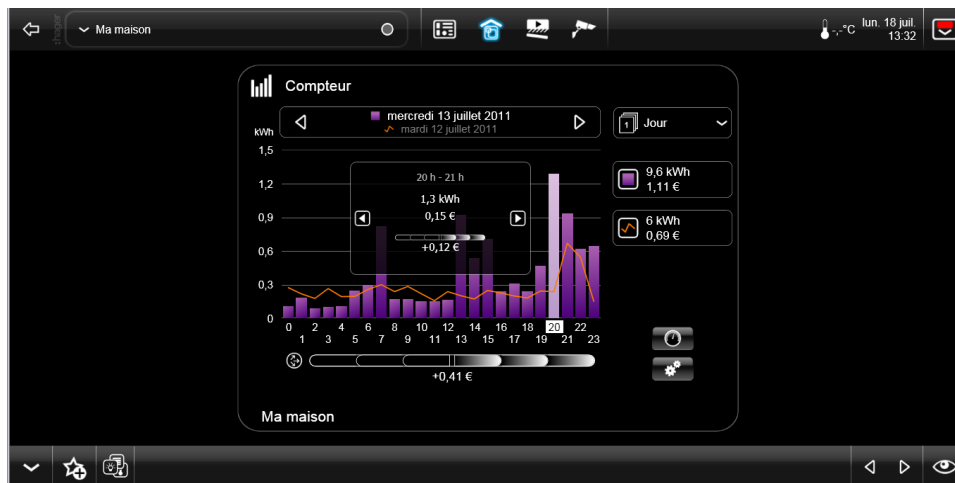 :hager
Ma maison
-,-°C
lun. 18 juil.
13:32
Compteur
mercredi 13 juillet 2011
mardi 12 juillet 2011
1 Jour
kWh
1,5
1,2
0,9
0,6
0,3
0
20 h - 21 h
1,3 kWh
0,15 €
+0,12 €
9,6 kWh
1,11 €
6 kWh
0,69 €
0 2 4 6 8 10 12 14 16 18 20 22
1 3 5 7 9 11 13 15 17 19 21 23
+0,41 €
Ma maison